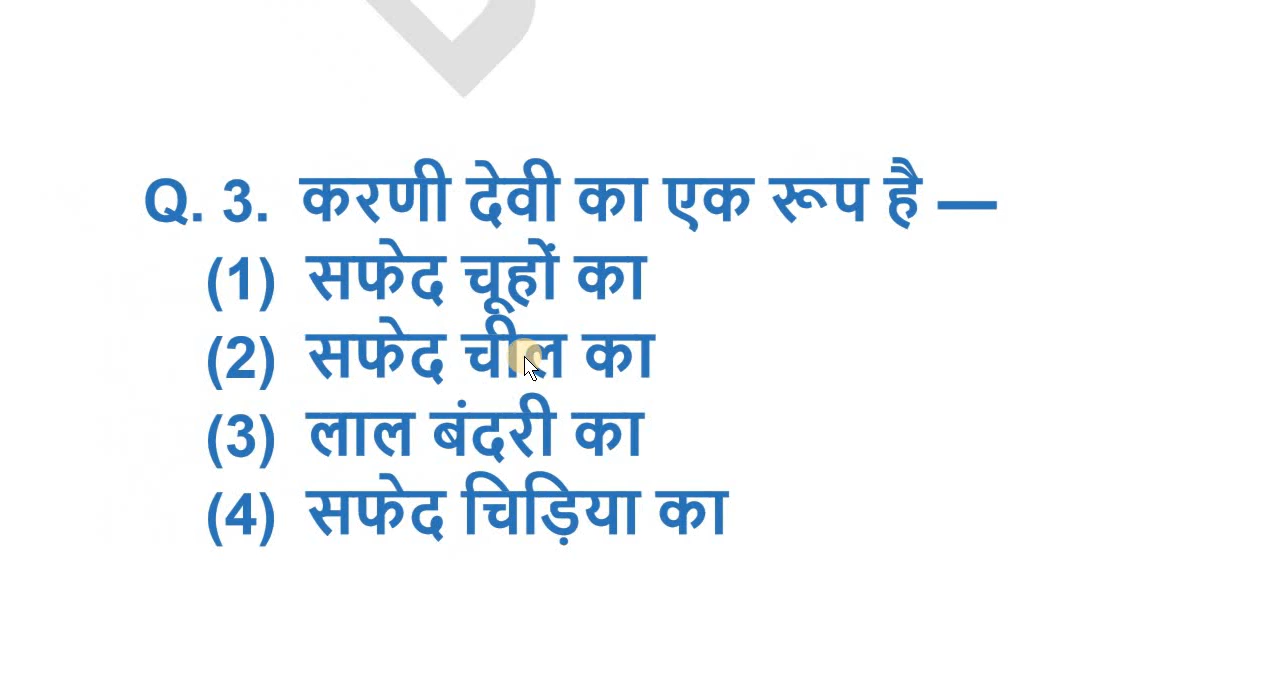 Q. 3. करणी देवी का एक रूप है —
(1) सफेद चूहों का
(2) सफेद चील का
(3) लाल बंदरी का
(4) सफेद चिड़िया का